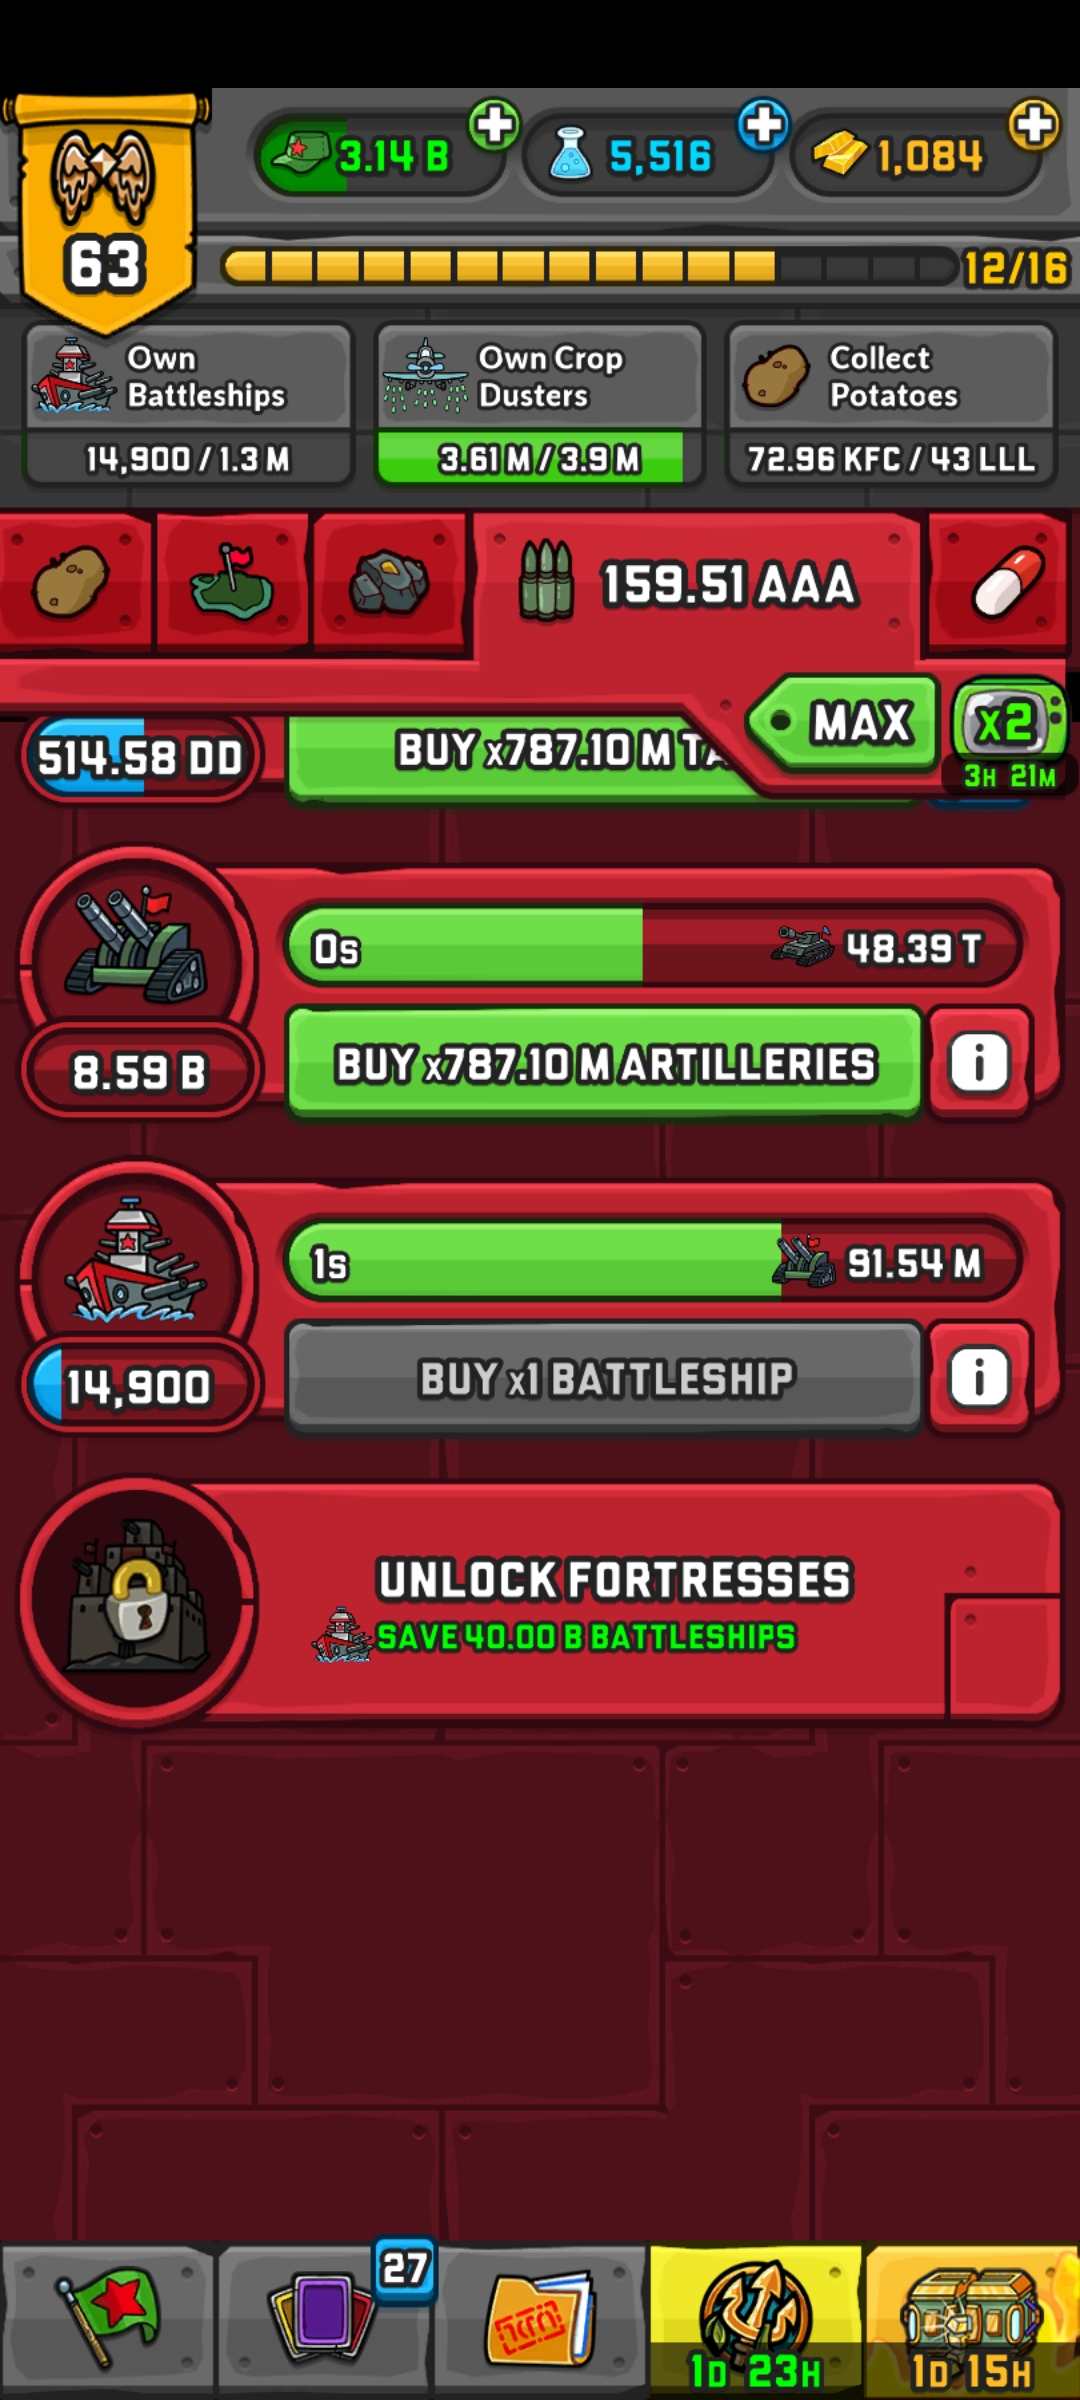 3.14 B
5,516
1,084
63
12/16
Own
Battleships
14,900 / 1.3 M
Own Crop
Dusters
3.61 M / 3.9 M
Collect
Potatoes
72.96 KFC / 43 LLL
159.51 AAA
MAX
x2
3H 21M
514.58 DD
BUY x787.10 M TA
0s
48.39 T
8.59 B
BUY x787.10 M ARTILLERIES
i
1s
91.54 M
14,900
BUY x1 BATTLESHIP
i
UNLOCK FORTRESSES
SAVE 40.00 B BATTLESHIPS
27
1D 23H
1D 15H